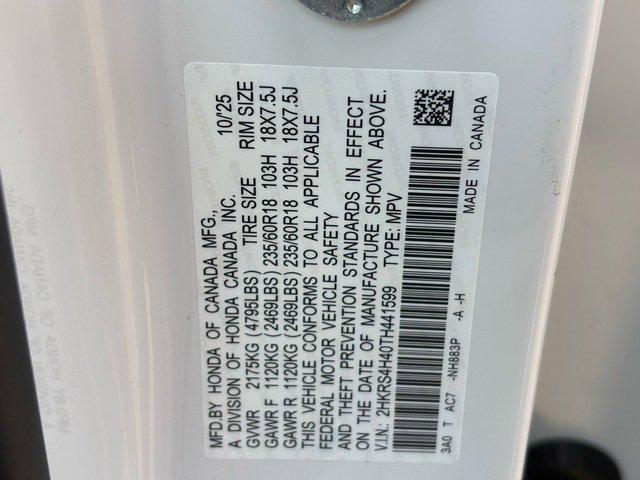 MFD.BY HONDA OF CANADA MFG., 10/'25
A DIVISION OF HONDA CANADA INC.
GVWR 2175KG (4796LBS) TIRE SIZE RIM SIZE
GAWR F 1120KG (2469LBS) 235/60R18 103H 18X7.5J
GAWR R 1120KG (2469LBS) 235/60R18 103H 18X7.5J
THIS VEHICLE CONFORMS TO ALL APPLICABLE
FEDERAL MOTOR VEHICLE SAFETY
AND THEFT PREVENTION STANDARDS IN EFFECT
ON THE DATE OF MANUFACTURE SHOWN ABOVE.
V.I.N.: 2HKRS4H40TH441599 TYPE: MPV
3A0 T AC7 -NH883P -A -H
MADE IN CANADA